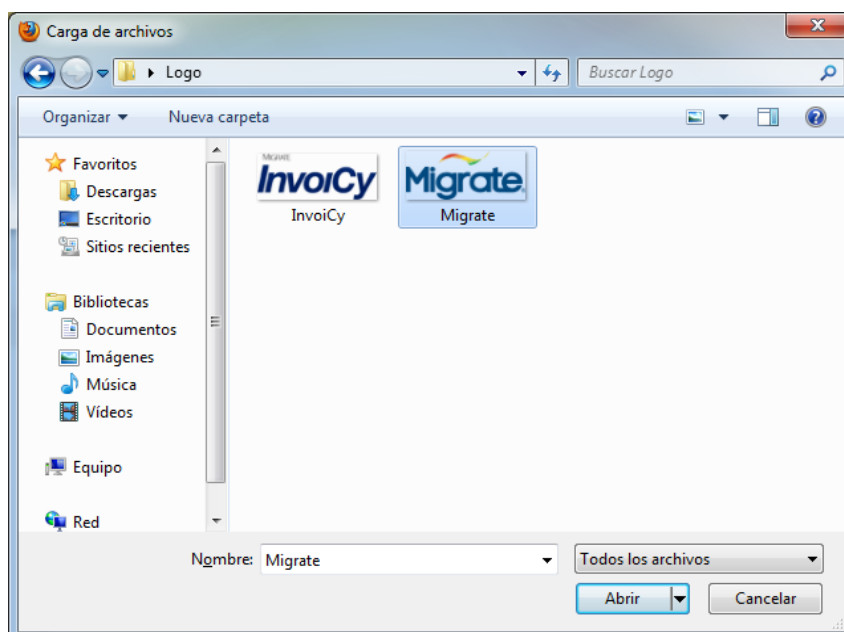 Carga de archivos
Logo
Buscar Logo
Organizar
Nueva carpeta
Favoritos
Descargas
Escritorio
Sitios recientes
Bibliotecas
Documentos
Imágenes
Música
Vídeos
Equipo
Red
MIGRATE
InvoiCy
InvoiCy
Migrate
Migrate
Nombre: Migrate
Todos los archivos
Abrir
Cancelar